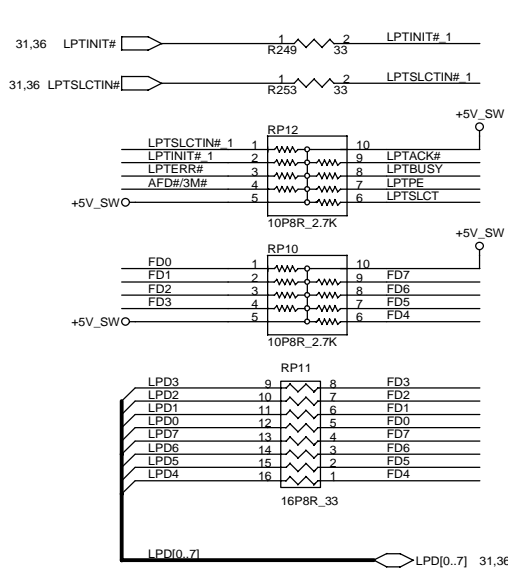 31,36 LPTINIT# 1 2 LPTINIT#_1
R249 33
31,36 LPTSLCTIN# 1 2 LPTSLCTIN#_1
R253 33
+5V_SW
RP12
LPTSLCTIN#_1 1 10
LPTINIT#_1 2 9 LPTACK#
LPTERR# 3 8 LPTBUSY
AFD#/3M# 4 7 LPTPE
+5V_SW 5 6 LPTSLCT
10P8R_2.7K
+5V_SW
RP10
FD0 1 10
FD1 2 9 FD7
FD2 3 8 FD6
FD3 4 7 FD5
+5V_SW 5 6 FD4
10P8R_2.7K
RP11
LPD3 9 8 FD3
LPD2 10 7 FD2
LPD1 11 6 FD1
LPD0 12 5 FD0
LPD7 13 4 FD7
LPD6 14 3 FD6
LPD5 15 2 FD5
LPD4 16 1 FD4
16P8R_33
LPD[0..7] LPD[0..7] 31,36